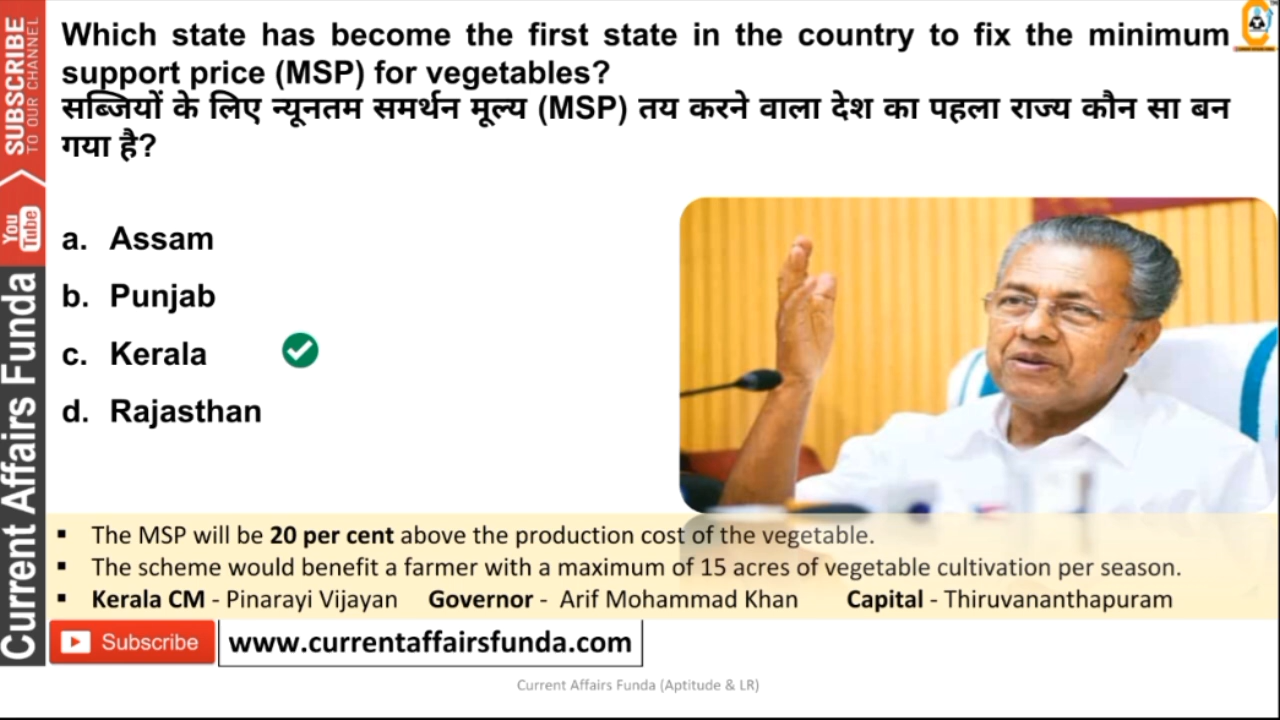 Which state has become the first state in the country to fix the minimum
support price (MSP) for vegetables?
सब्जियों के लिए न्यूनतम समर्थन मूल्य (MSP) तय करने वाला देश का पहला राज्य कौन सा बन
गया है?
a. Assam
b. Punjab
c. Kerala
d. Rajasthan
▪ The MSP will be 20 per cent above the production cost of the vegetable.
▪ The scheme would benefit a farmer with a maximum of 15 acres of vegetable cultivation per season.
▪ Kerala CM - Pinarayi Vijayan Governor - Arif Mohammad Khan Capital - Thiruvananthapuram
Subscribe www.currentaffairsfunda.com
Current Affairs Funda (Aptitude & LR)
SUBSCRIBE
TO OUR CHANNEL
You
Tube
Current Affairs Funda